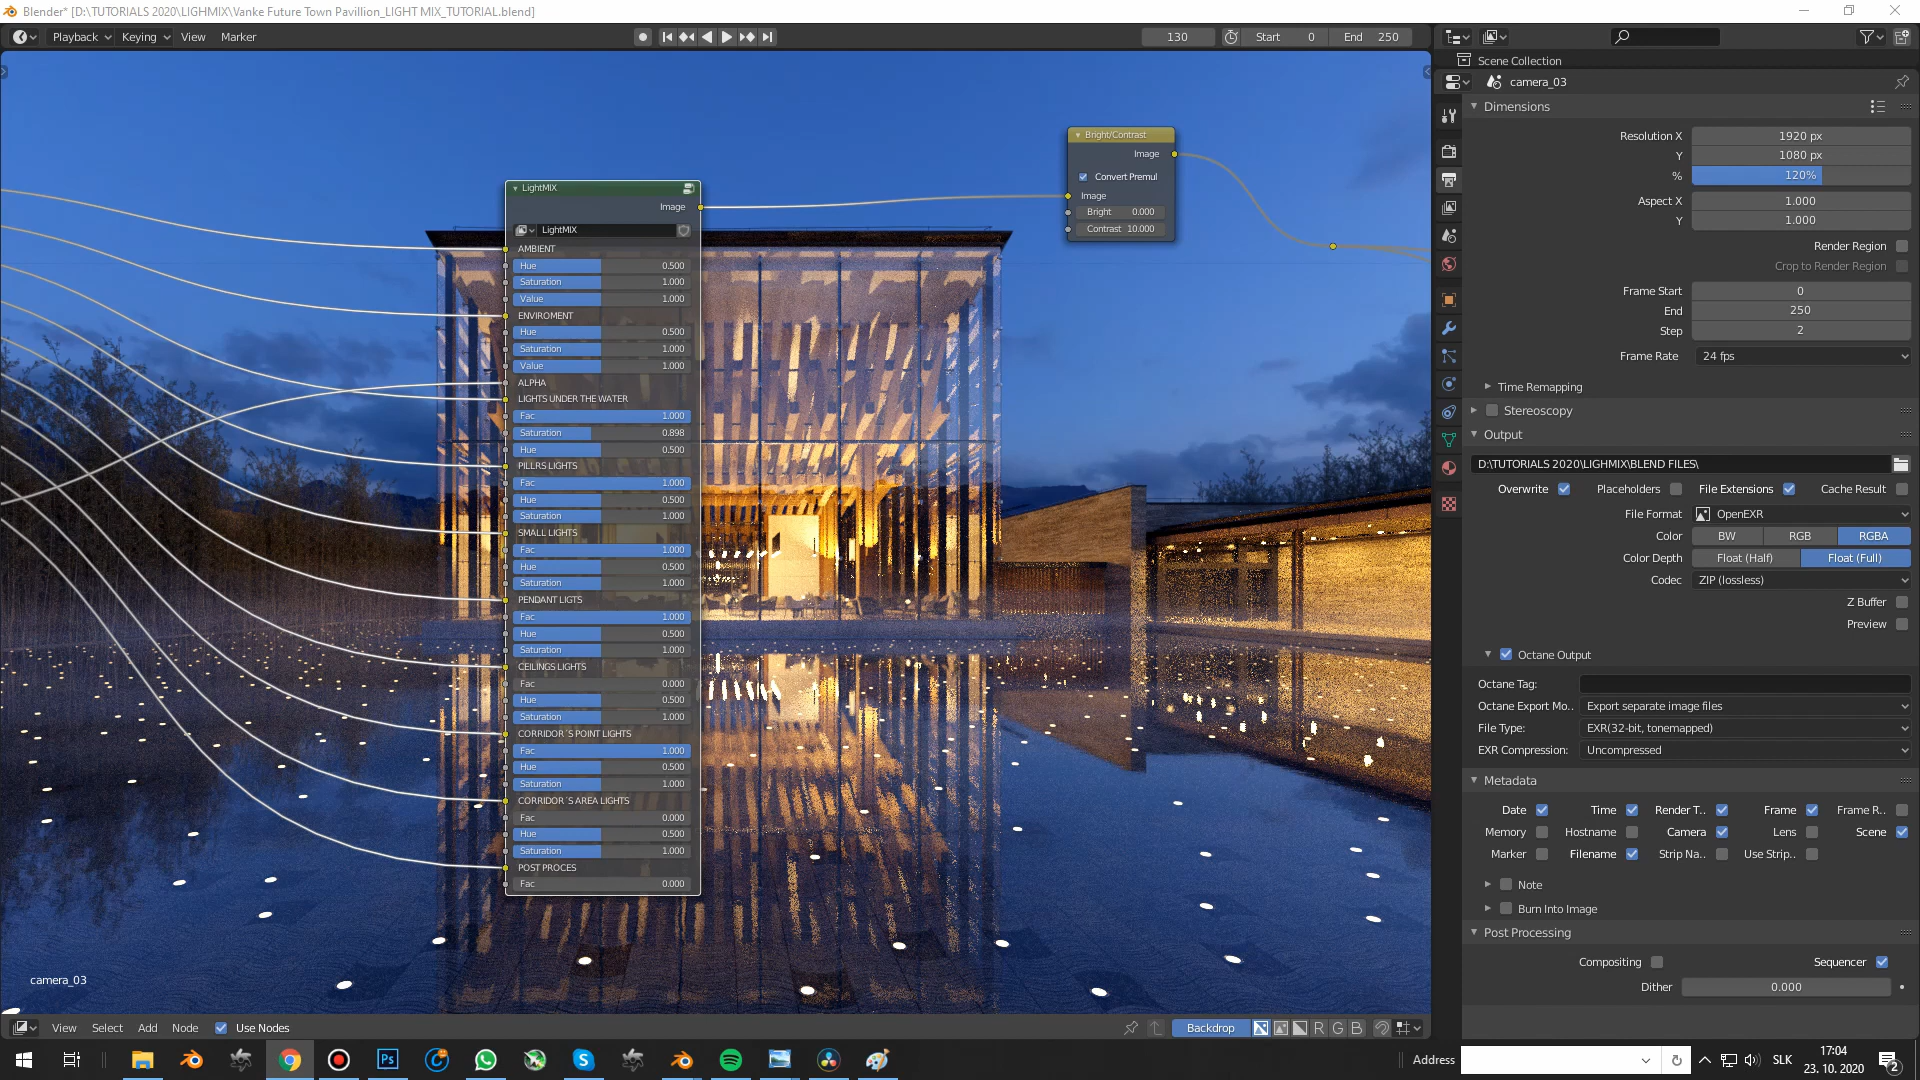 Blender* [D:\TUTORIALS 2020\LIGHMIX\Vanke Future Town Pavillion_LIGHT MIX_TUTORIAL.blend]
Playback Keying View Marker 130 Start 0 End 250
Scene Collection
camera_03
Dimensions
Resolution X 1920 px
Y 1080 px
% 120%
Aspect X 1.000
Y 1.000
Render Region
Crop to Render Region
Frame Start 0
End 250
Step 2
Frame Rate 24 fps
Time Remapping
Stereoscopy
Output
D:\TUTORIALS 2020\LIGHMIX\BLEND FILES\
Overwrite Placeholders File Extensions Cache Result
File Format OpenEXR
Color BW RGB RGBA
Color Depth Float (Half) Float (Full)
Codec ZIP (lossless)
Z Buffer
Preview
Octane Output
Octane Tag:
Octane Export Mo.. Export separate image files
File Type: EXR(32-bit, tonemapped)
EXR Compression: Uncompressed
Metadata
Date Time Render T.. Frame Frame R..
Memory Hostname Camera Lens Scene
Marker Filename Strip Na.. Use Strip..
Note
Burn Into Image
Post Processing
Compositing Sequencer
Dither 0.000
Bright/Contrast
Image
Convert Premul
Image
Bright 0.000
Contrast 10.000
LightMIX
Image
LightMIX
AMBIENT
Hue 0.500
Saturation 1.000
Value 1.000
ENVIROMENT
Hue 0.500
Saturation 1.000
Value 1.000
ALPHA
LIGHTS UNDER THE WATER
Fac 1.000
Saturation 0.898
Hue 0.500
PILLRS LIGHTS
Fac 1.000
Hue 0.500
Saturation 1.000
SMALL LIGHTS
Fac 1.000
Hue 0.500
Saturation 1.000
PENDANT LIGTS
Fac 1.000
Hue 0.500
Saturation 1.000
CEILINGS LIGHTS
Fac 0.000
Hue 0.500
Saturation 1.000
CORRIDOR´S POINT LIGHTS
Fac 1.000
Hue 0.500
Saturation 1.000
CORRIDOR´S AREA LIGHTS
Fac 0.000
Hue 0.500
Saturation 1.000
POST PROCES
Fac 0.000
camera_03
View Select Add Node Use Nodes Backdrop R G B
Ps Address SLK 17:04
23. 10. 2020 2